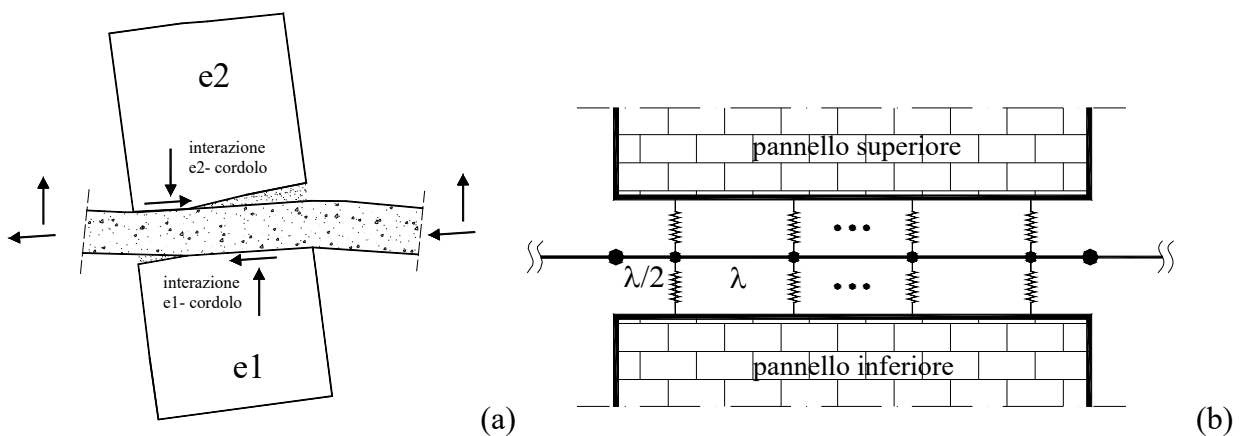 e2
interazione
e2- cordolo
interazione
e1- cordolo
e1
(a)
pannello superiore
λ/2
λ
pannello inferiore
(b)